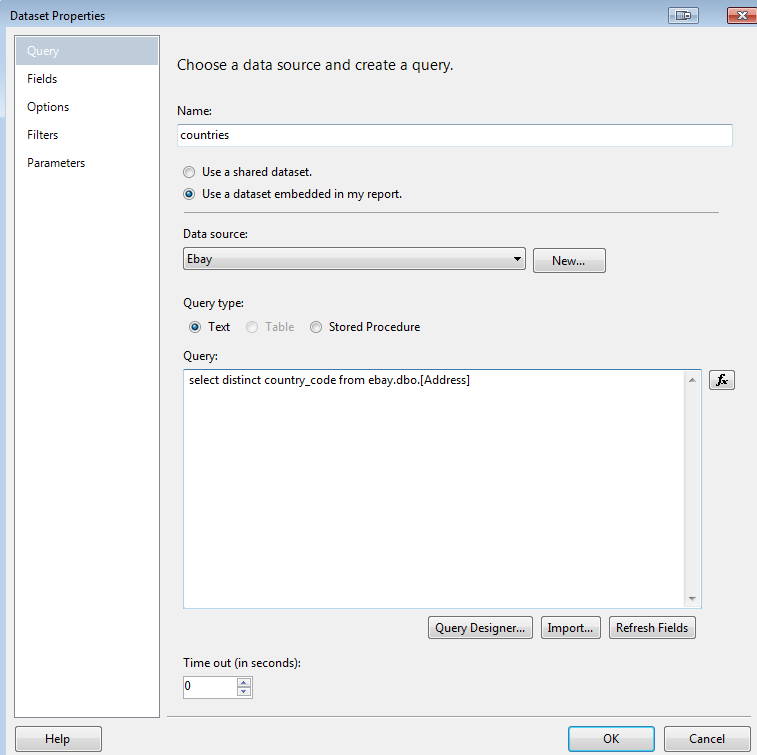 Dataset Properties
Query
Fields
Options
Filters
Parameters
Choose a data source and create a query.
Name:
countries
Use a shared dataset.
Use a dataset embedded in my report.
Data source:
Ebay
New...
Query type:
Text
Table
Stored Procedure
Query:
select distinct country_code from ebay.dbo.[Address]
fx
Query Designer...
Import...
Refresh Fields
Time out (in seconds):
0
Help
OK
Cancel